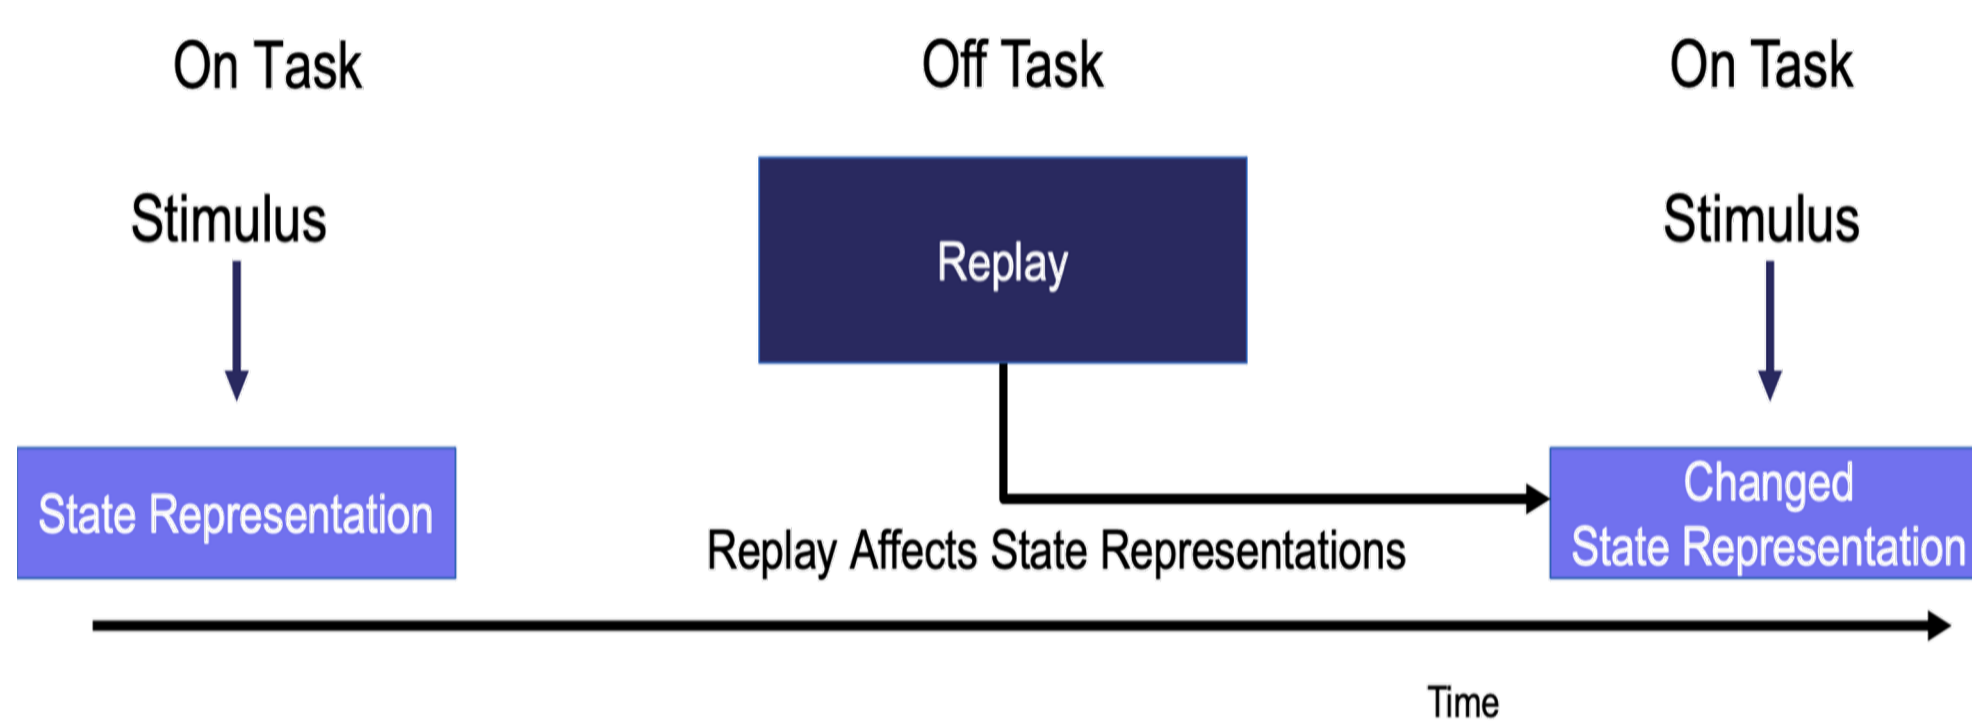 On Task
Off Task
On Task
Stimulus
Replay
Stimulus
State Representation
Changed
State Representation
Replay Affects State Representations
Time